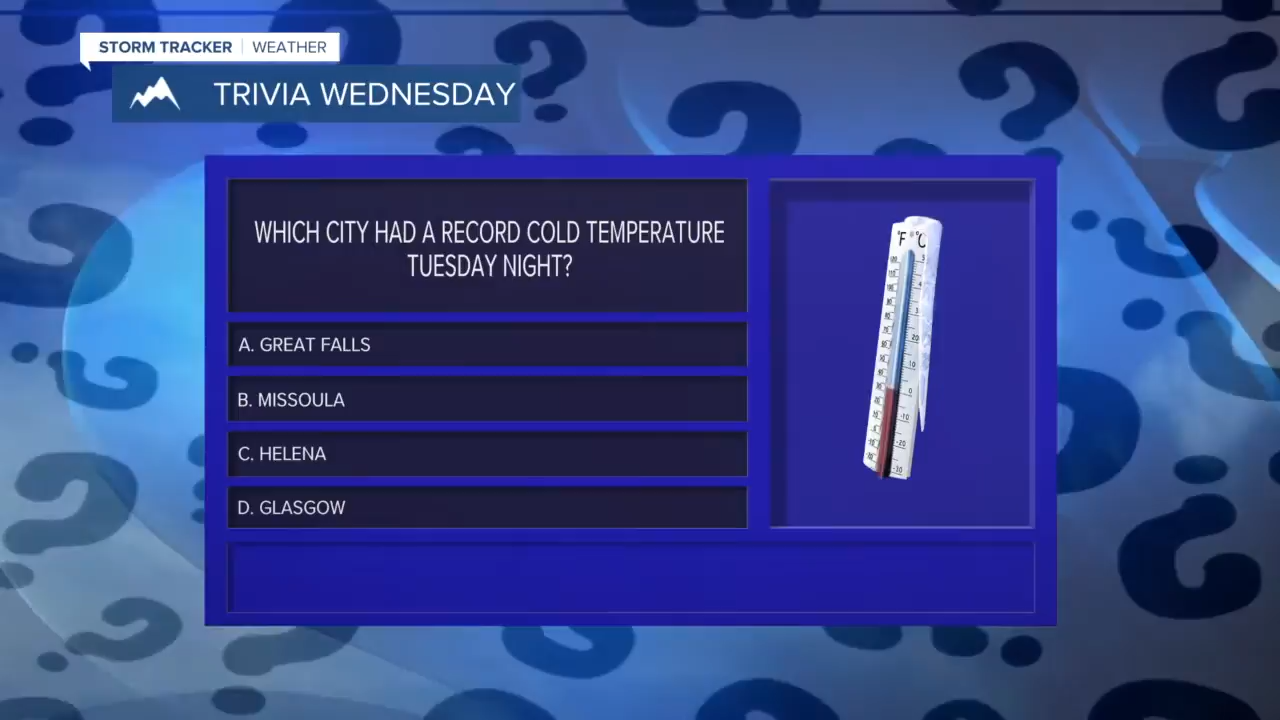 STORM TRACKER | WEATHER
TRIVIA WEDNESDAY
WHICH CITY HAD A RECORD COLD TEMPERATURE
TUESDAY NIGHT?
A. GREAT FALLS
B. MISSOULA
C. HELENA
D. GLASGOW
°F °C